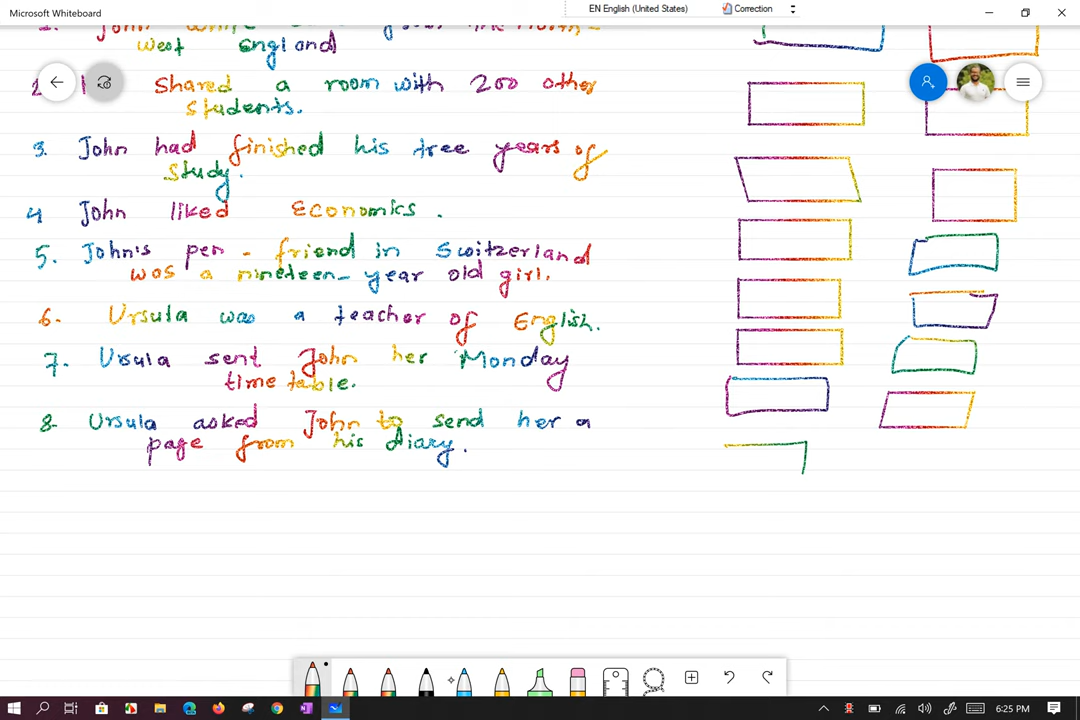 Microsoft Whiteboard
EN English (United States) Correction
1. John
west england
shared a room with 200 other
students.
3. John had finished his tree years of
study.
4 John liked Economics.
5. John's pen-friend in Switzerland
was a nineteen-year old girl.
6. Ursula was a teacher of English.
7. Ursula sent John her Monday
time table.
8. Ursula asked John to send her a
page from his diary.
6:25 PM